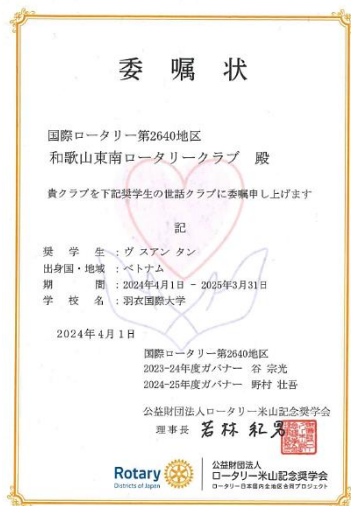 委嘱状
国際ロータリー第2640地区
和歌山東南ロータリークラブ 殿
貴クラブを下記奨学生の世話クラブに委嘱申し上げます
記
奨学生：ヴ スアン タン
出身国・地域：ベトナム
期間：2024年4月1日 - 2025年3月31日
学校名：羽衣国際大学
2024年4月1日
国際ロータリー第2640地区
2023-24年度ガバナー 谷 宗光
2024-25年度ガバナー 野村 壮吾
公益財団法人ロータリー米山記念奨学会
理事長 若林 紀男
Rotary
Districts of Japan
公益財団法人
ロータリー米山記念奨学会
ロータリー日本国内全地区合同プロジェクト